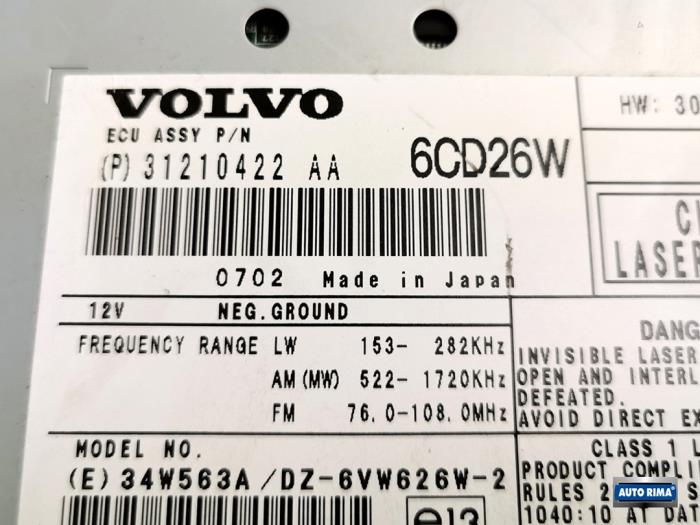 VOLVO
ECU ASSY P/N
(P) 31210422 AA
6CD26W
HW: 30
0702 Made in Japan
LASER
12V NEG.GROUND
FREQUENCY RANGE LW 153- 282KHz
AM (MW) 522- 1720KHz
FM 76.0-108.0MHz
DANG
INVISIBLE LASER
OPEN AND INTERL
DEFEATED.
AVOID DIRECT EX
MODEL NO.
(E) 34W563A/DZ-6VW626W-2
CLASS 1 L
PRODUCT COMPLI
RULES 2
S
1040:10 AT DAT
e13
AUTO RIMA